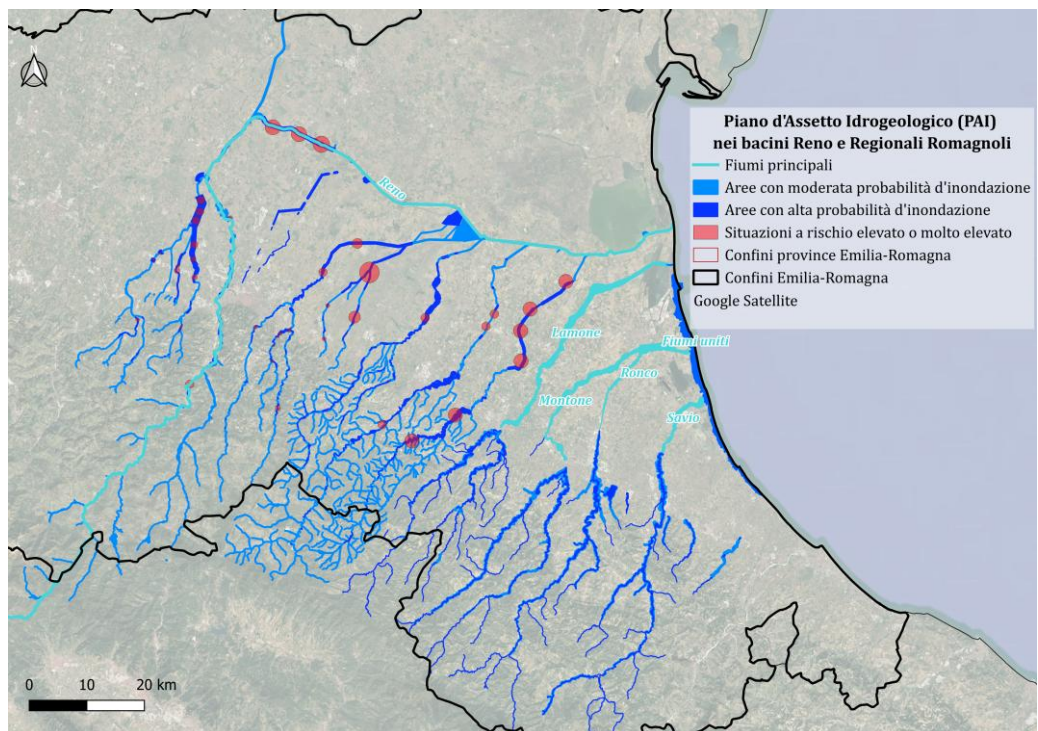 N
Piano d'Assetto Idrogeologico (PAI)
nei bacini Reno e Regionali Romagnoli
Fiumi principali
Aree con moderata probabilità d'inondazione
Aree con alta probabilità d'inondazione
Situazioni a rischio elevato o molto elevato
Confini province Emilia-Romagna
Confini Emilia-Romagna
Google Satellite
Reno
Lamone
Fiumi uniti
Ronco
Montone
Savio
0 10 20 km